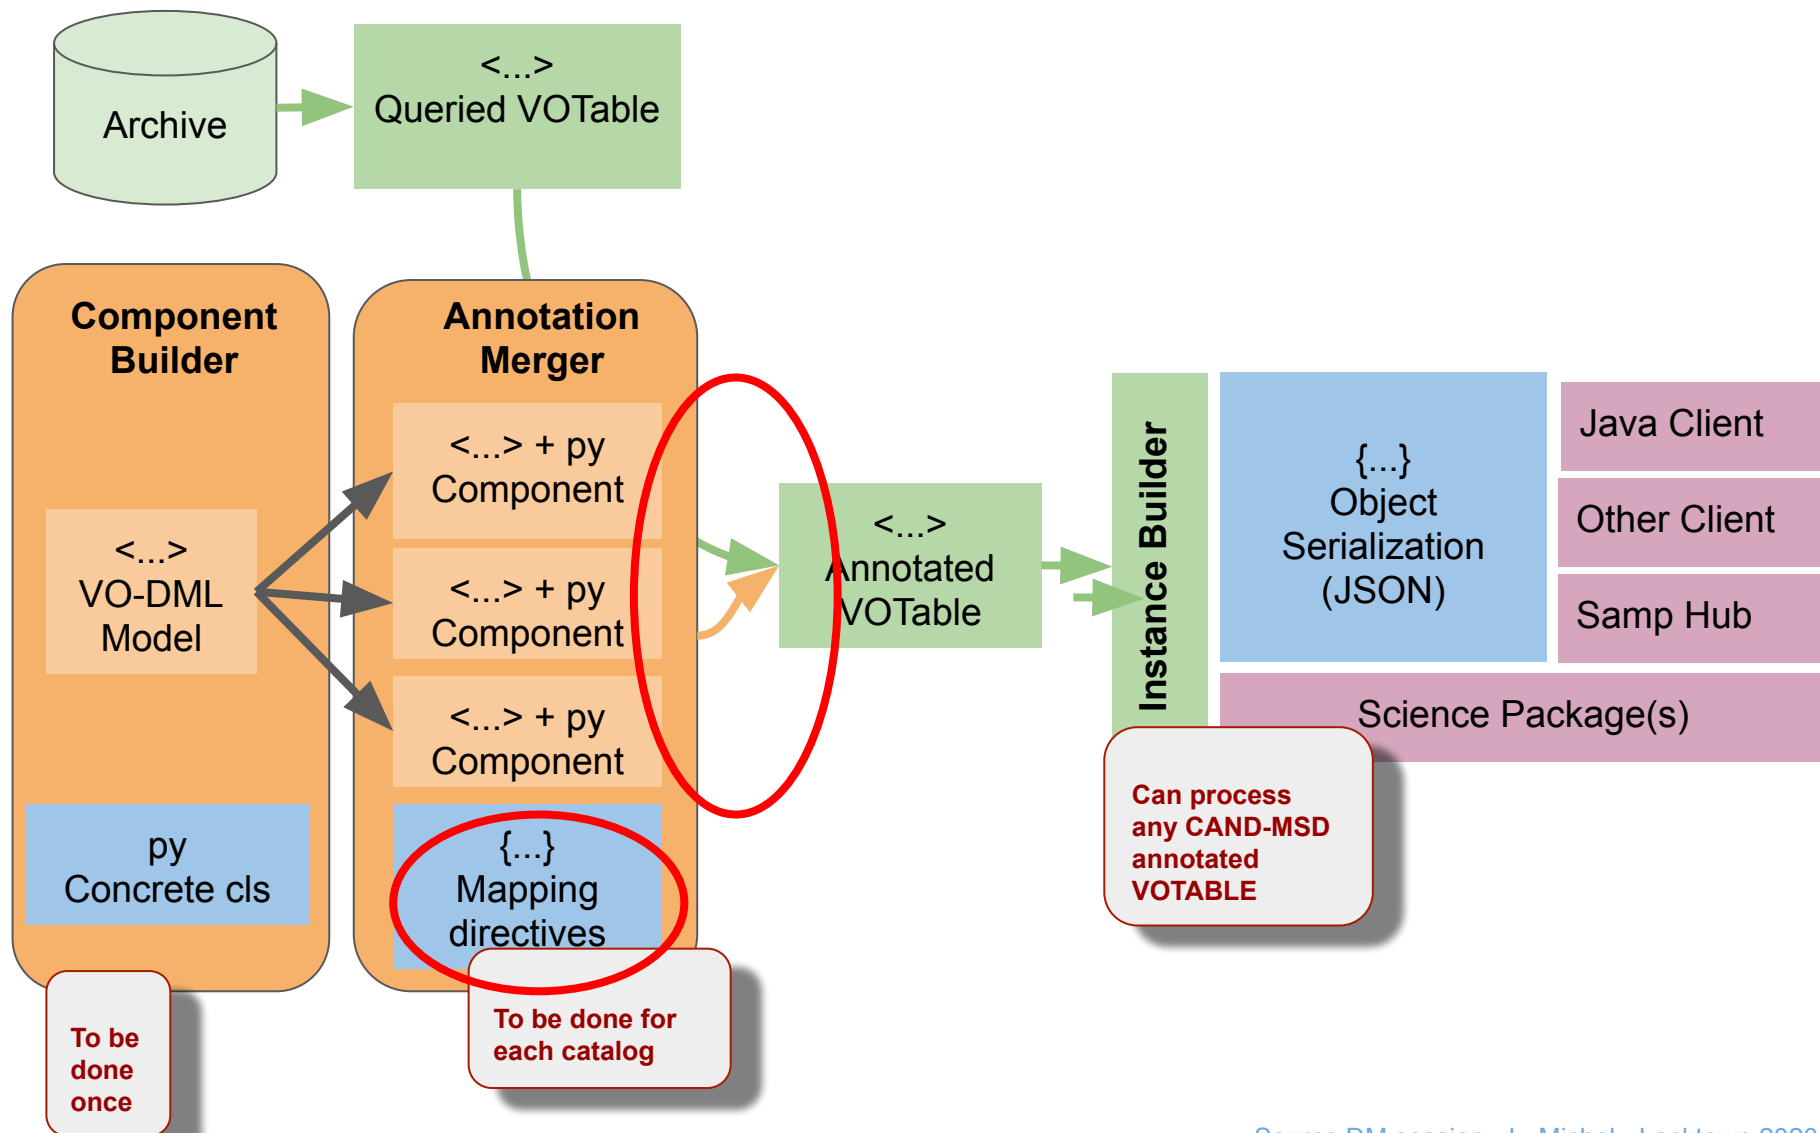 Archive
<...>
Queried VOTable
Component
Builder
<...>
VO-DML
Model
py
Concrete cls
To be
done
once
Annotation
Merger
<...> + py
Component
<...> + py
Component
<...> + py
Component
{...}
Mapping
directives
To be done for
each catalog
<...>
Annotated
VOTable
Instance Builder
{...}
Object
Serialization
(JSON)
Java Client
Other Client
Samp Hub
Science Package(s)
Can process
any CAND-MSD
annotated
VOTABLE